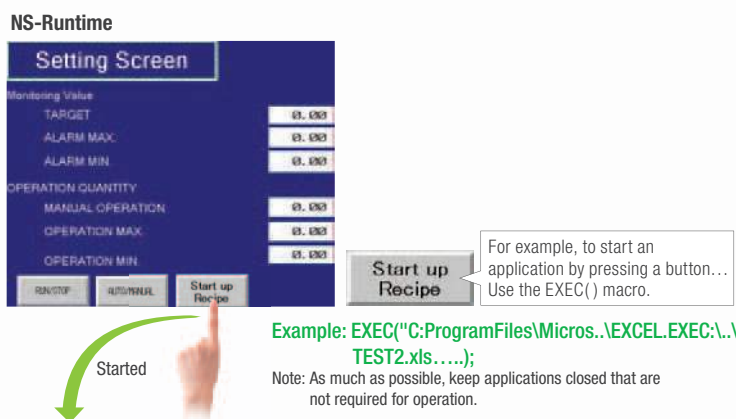 NS-Runtime
Setting Screen
Monitoring Value
TARGET 0.00
ALARM MAX. 0.00
ALARM MIN. 0.00
OPERATION QUANTITY
MANUAL OPERATION 0.00
OPERATION MAX. 0.00
OPERATION MIN. 0.00
RUN/STOP AUTO/MANUAL Start up
Recipe
Start up
Recipe
For example, to start an
application by pressing a button…
Use the EXEC( ) macro.
Started
Example: EXEC("C:ProgramFiles\Micros..\EXCEL.EXEC:\..\
TEST2.xls…..);
Note: As much as possible, keep applications closed that are
not required for operation.